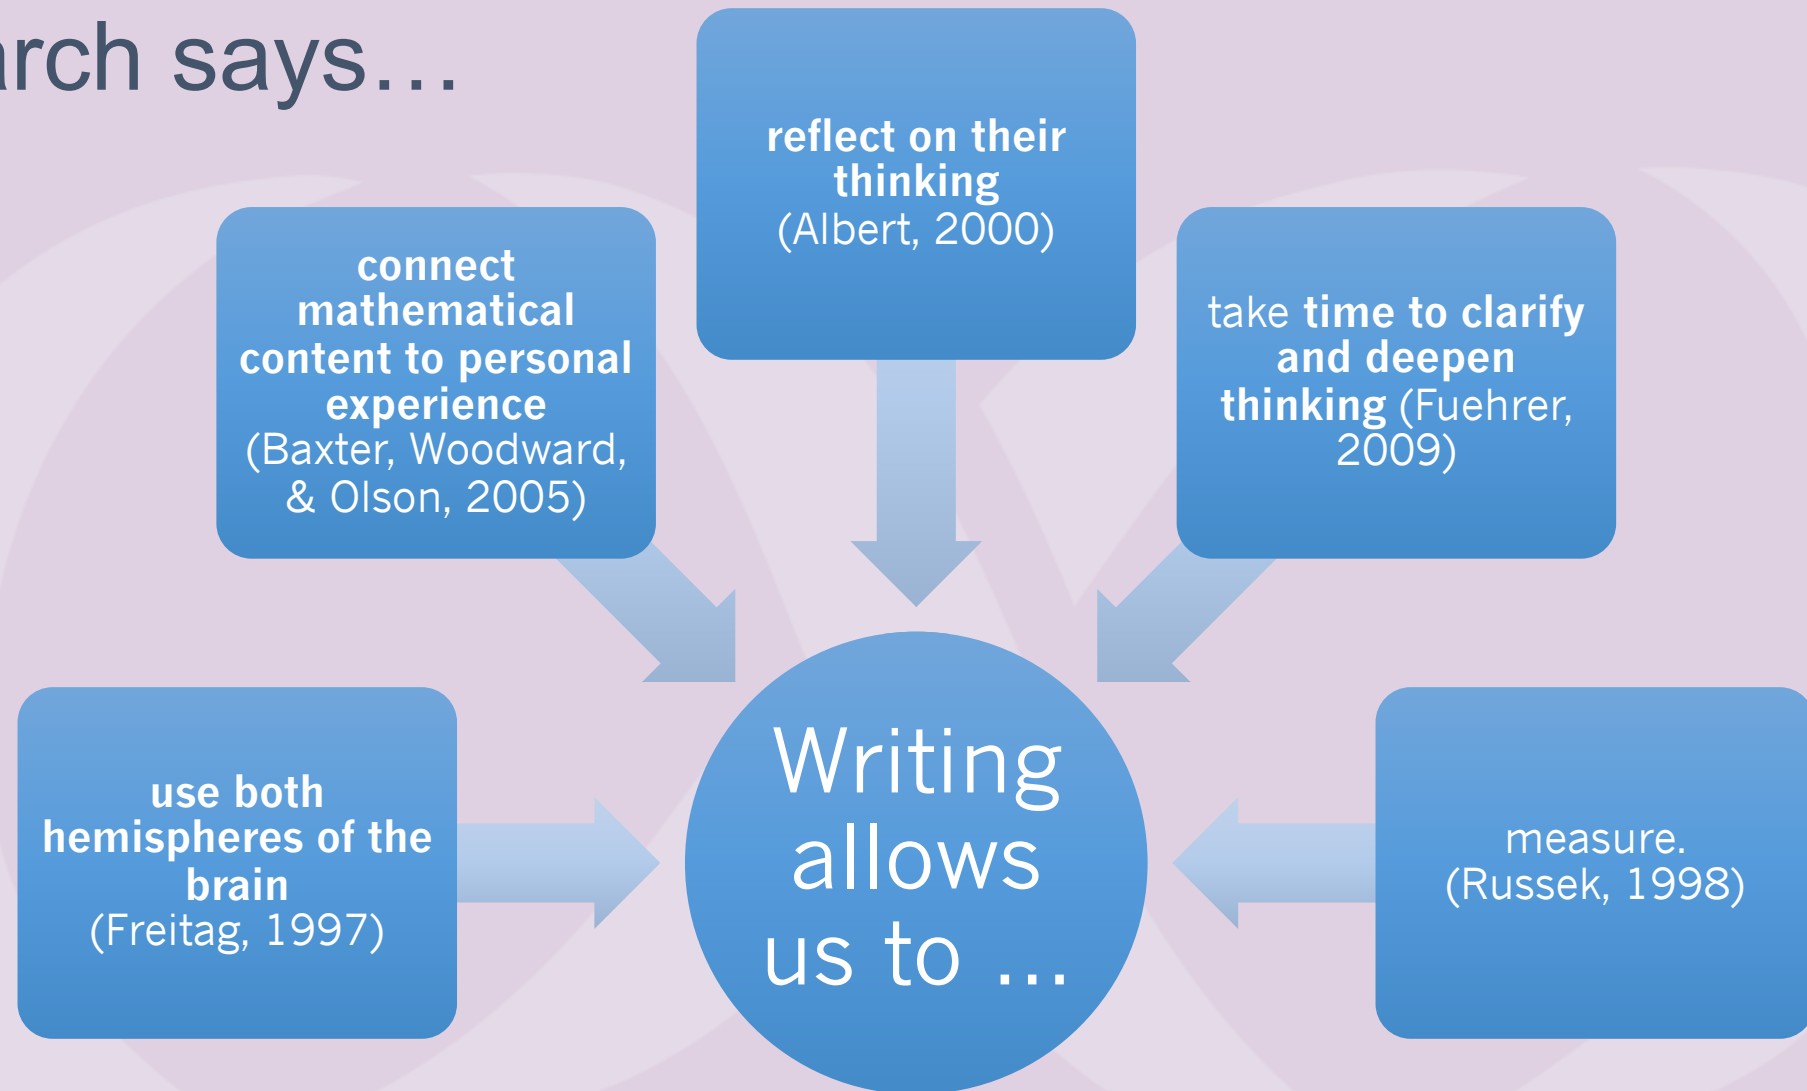 arch says…
reflect on their
thinking
(Albert, 2000)
connect
mathematical
content to personal
experience
(Baxter, Woodward,
& Olson, 2005)
take time to clarify
and deepen
thinking (Fuehrer,
2009)
use both
hemispheres of the
brain
(Freitag, 1997)
Writing
allows
us to ...
measure.
(Russek, 1998)